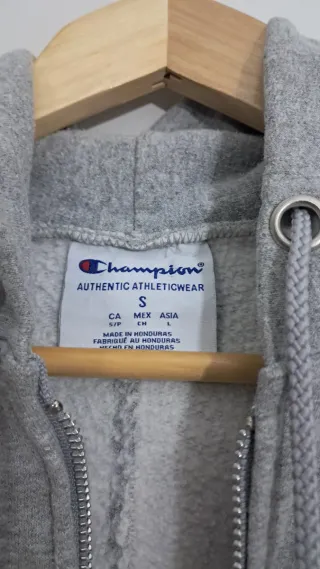 Champion®
AUTHENTIC ATHLETICWEAR
S
CA MEX ASIA
S/P CH L
MADE IN HONDURAS
FABRIQUÉ AU HONDURAS
HECHO EN HONDURAS